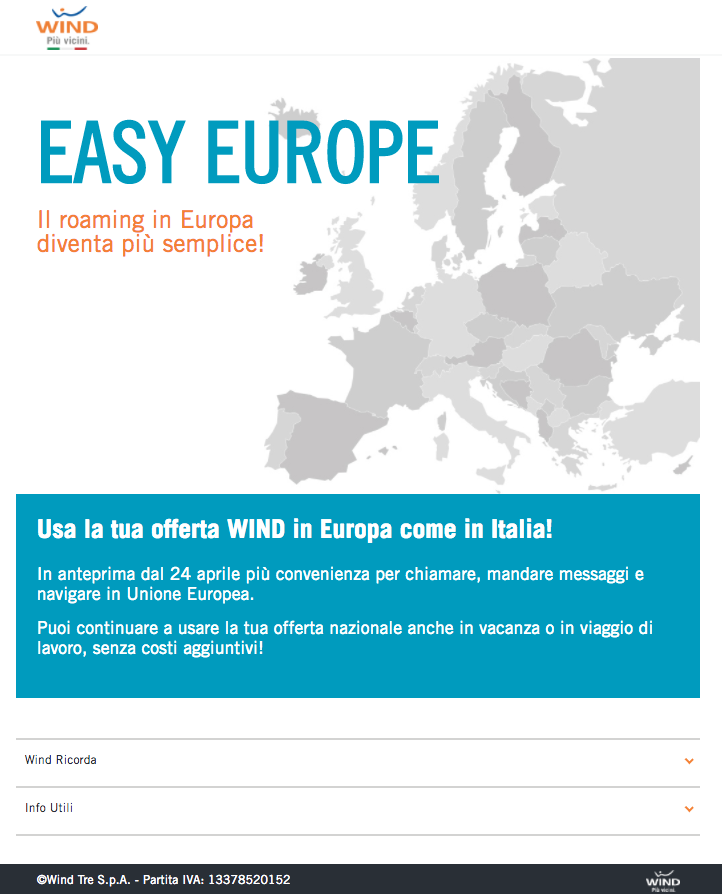 WIND
Più vicini.
EASY EUROPE
Il roaming in Europa
diventa più semplice!
Usa la tua offerta WIND in Europa come in Italia!
In anteprima dal 24 aprile più convenienza per chiamare, mandare messaggi e
navigare in Unione Europea.
Puoi continuare a usare la tua offerta nazionale anche in vacanza o in viaggio di
lavoro, senza costi aggiuntivi!
Wind Ricorda
Info Utili
©Wind Tre S.p.A. - Partita IVA: 13378520152
WIND
Più vicini.